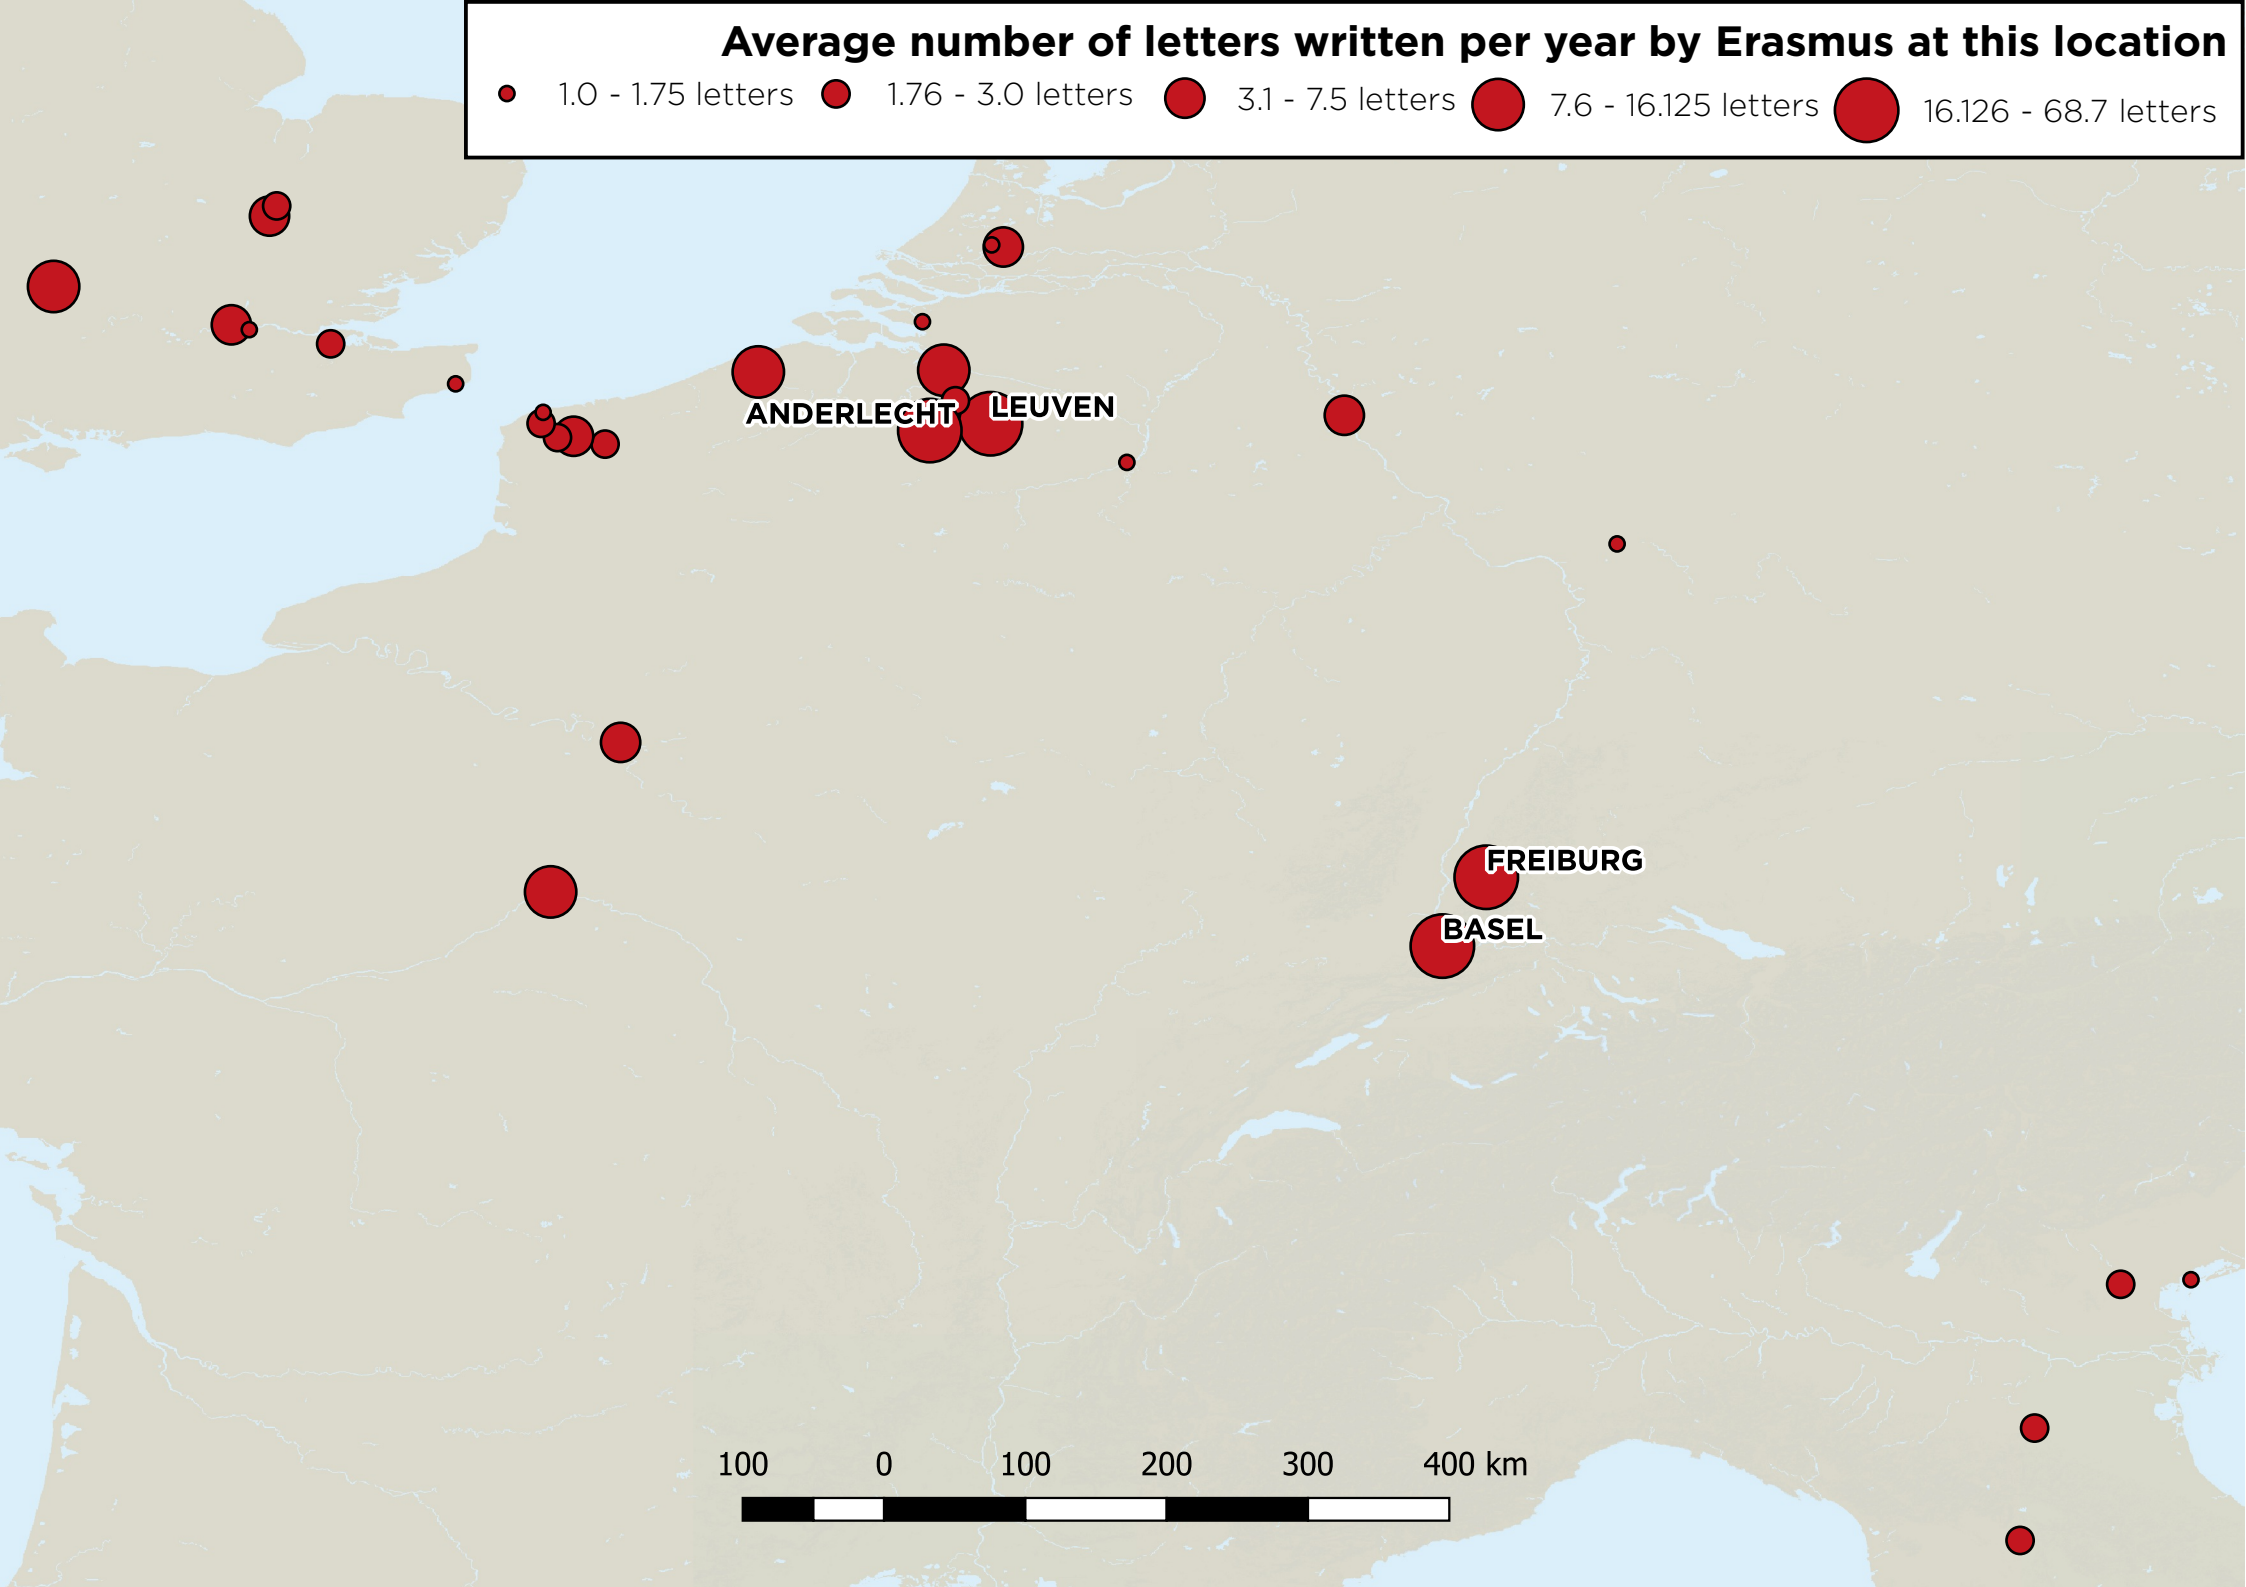 Average number of letters written per year by Erasmus at this location
1.0 - 1.75 letters 1.76 - 3.0 letters 3.1 - 7.5 letters 7.6 - 16.125 letters 16.126 - 68.7 letters
ANDERLECHT LEUVEN
FREIBURG
BASEL
100 0 100 200 300 400 km